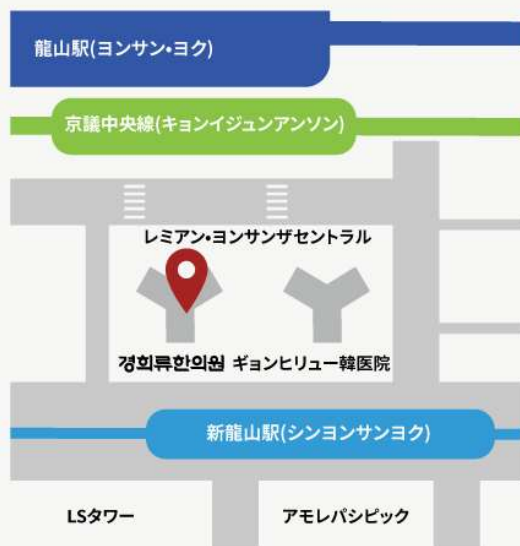 龍山駅(ヨンサン・ヨク)
京議中央線(キョンイジュンアンソン)
レミアン・ヨンサンザセントラル
경희류한의원 ギョンヒリュー韓医院
新龍山駅(シンヨンサンヨク)
LSタワー
アモレパシピック